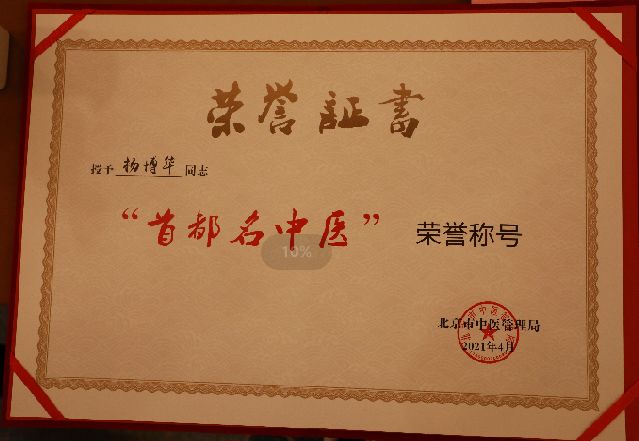 荣誉証書
授予 杨博华 同志
“首都名中医” 荣誉称号
10%
北京市中医管理局
2021年4月